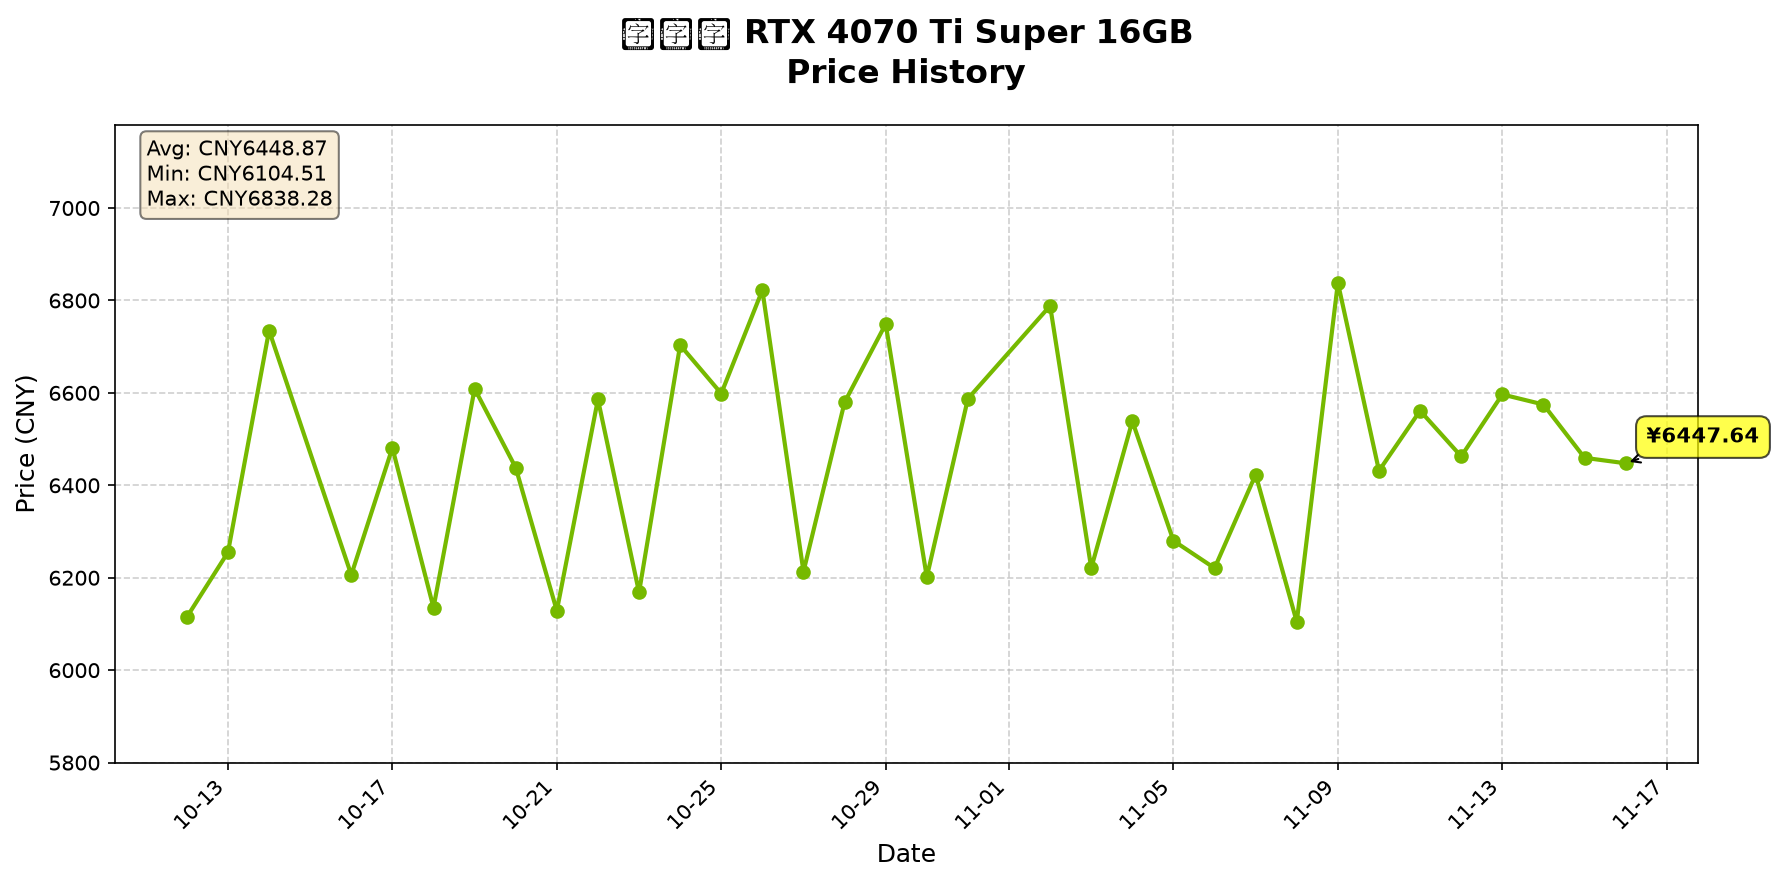 RTX 4070 Ti Super 16GB
Price History
Avg: CNY6448.87
Min: CNY6104.51
Max: CNY6838.28
Price (CNY)
7000
6800
6600
6400
6200
6000
5800
¥6447.64
10-13
10-17
10-21
10-25
10-29
11-01
11-05
11-09
11-13
11-17
Date